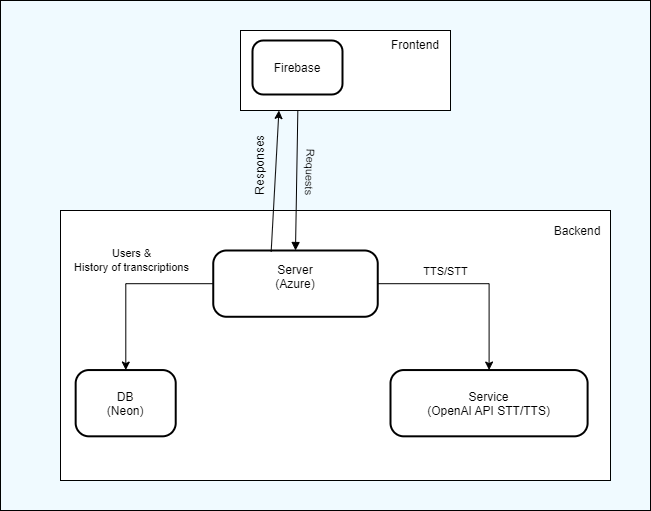 Frontend
Firebase
Responses
Requests
Backend
Users &
History of transcriptions
Server
(Azure)
TTS/STT
DB
(Neon)
Service
(OpenAI API STT/TTS)